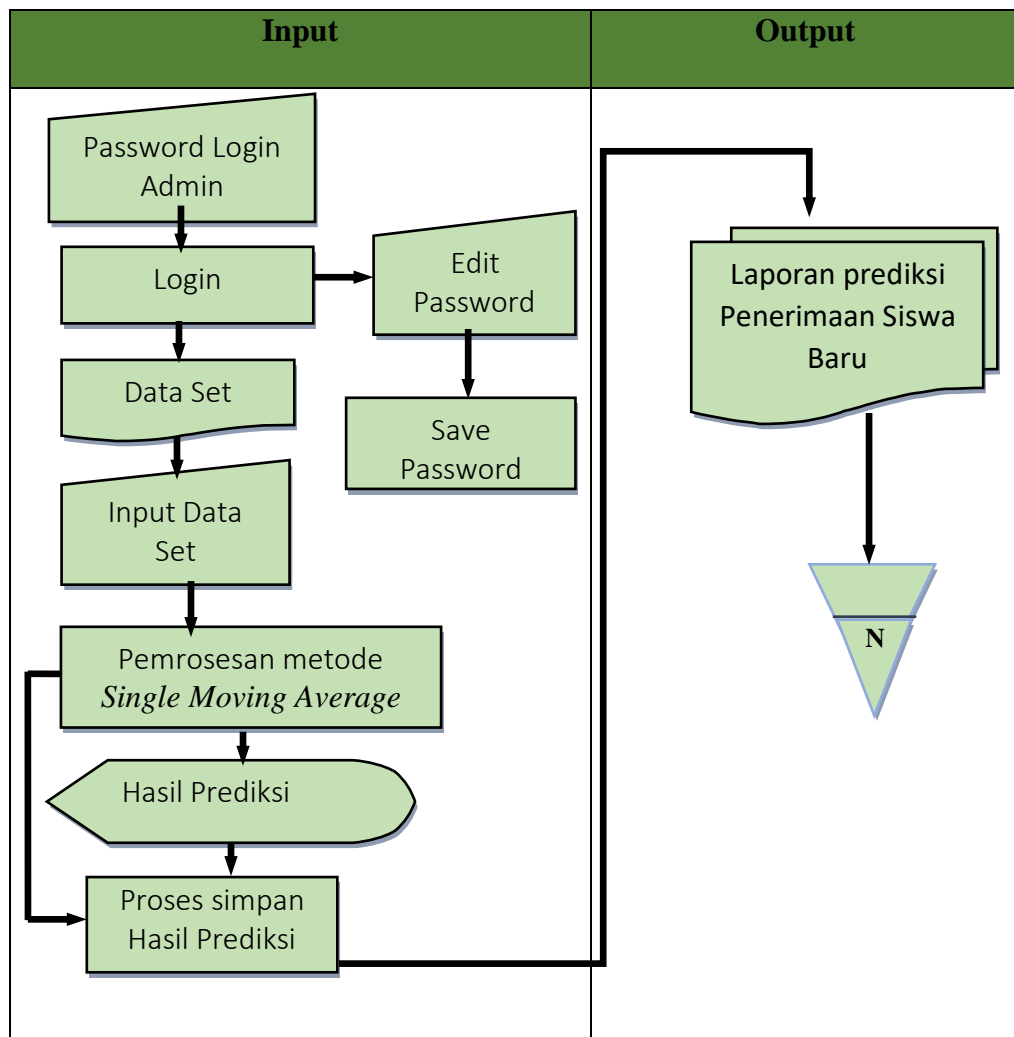 Input
Output
Password Login
Admin
Login
Edit
Password
Data Set
Save
Password
Input Data
Set
Pemrosesan metode
Single Moving Average
Hasil Prediksi
Proses simpan
Hasil Prediksi
Laporan prediksi
Penerimaan Siswa
Baru
N